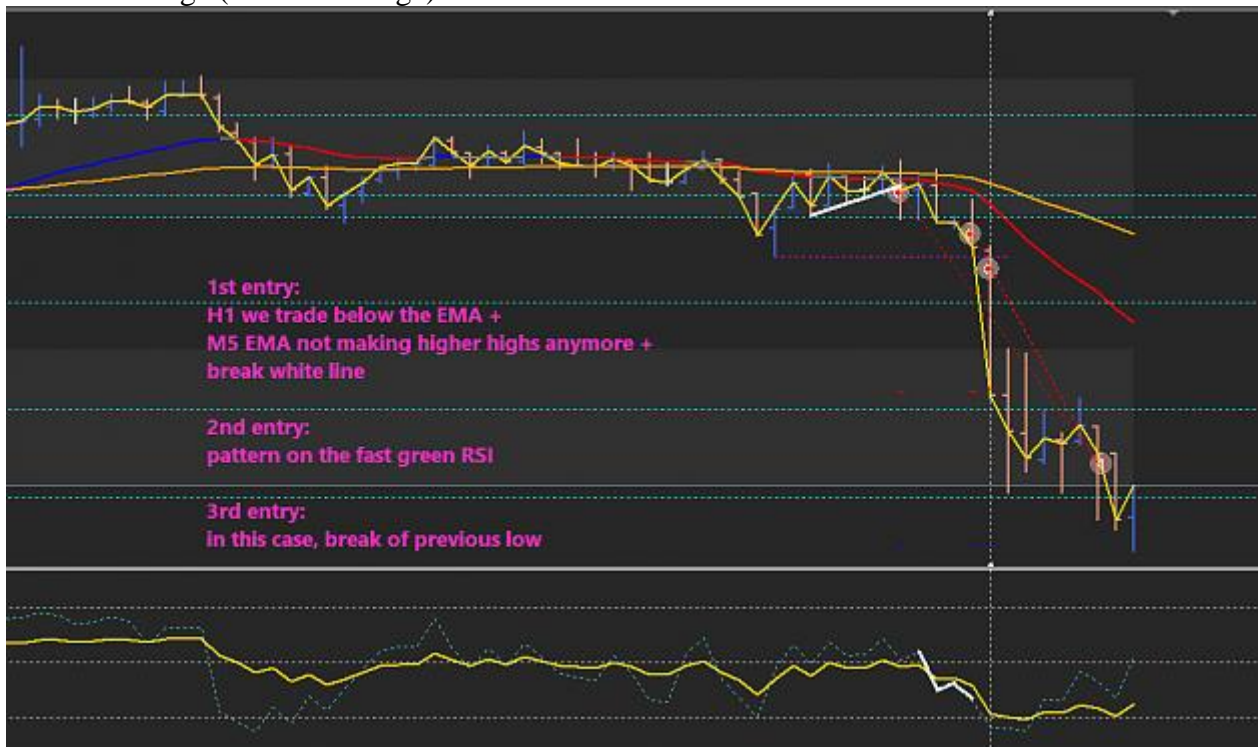 1st entry:
H1 we trade below the EMA +
M5 EMA not making higher highs anymore +
break white line
2nd entry:
pattern on the fast green RSI
3rd entry:
in this case, break of previous low